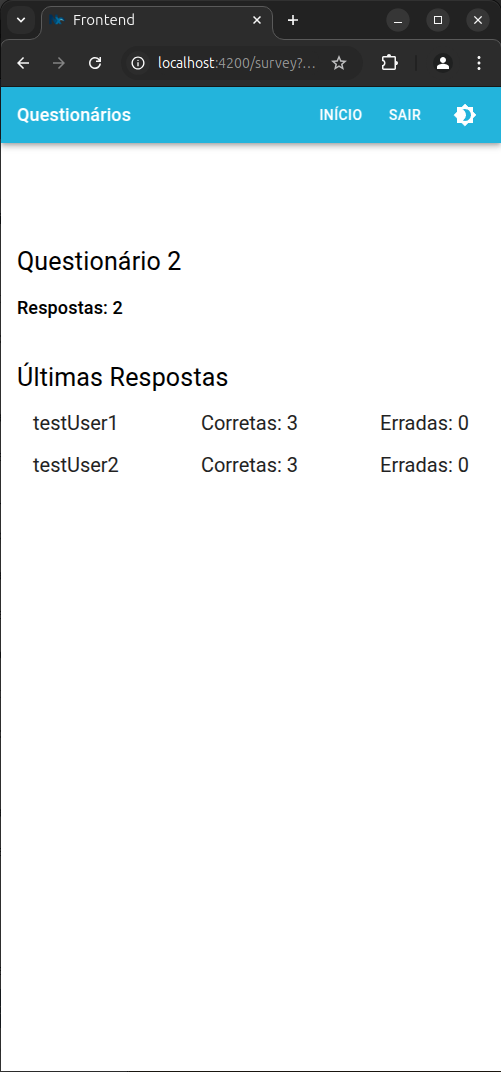 Frontend
localhost:4200/survey?...
Questionários INÍCIO SAIR
Questionário 2
Respostas: 2
Últimas Respostas
testUser1 Corretas: 3 Erradas: 0
testUser2 Corretas: 3 Erradas: 0